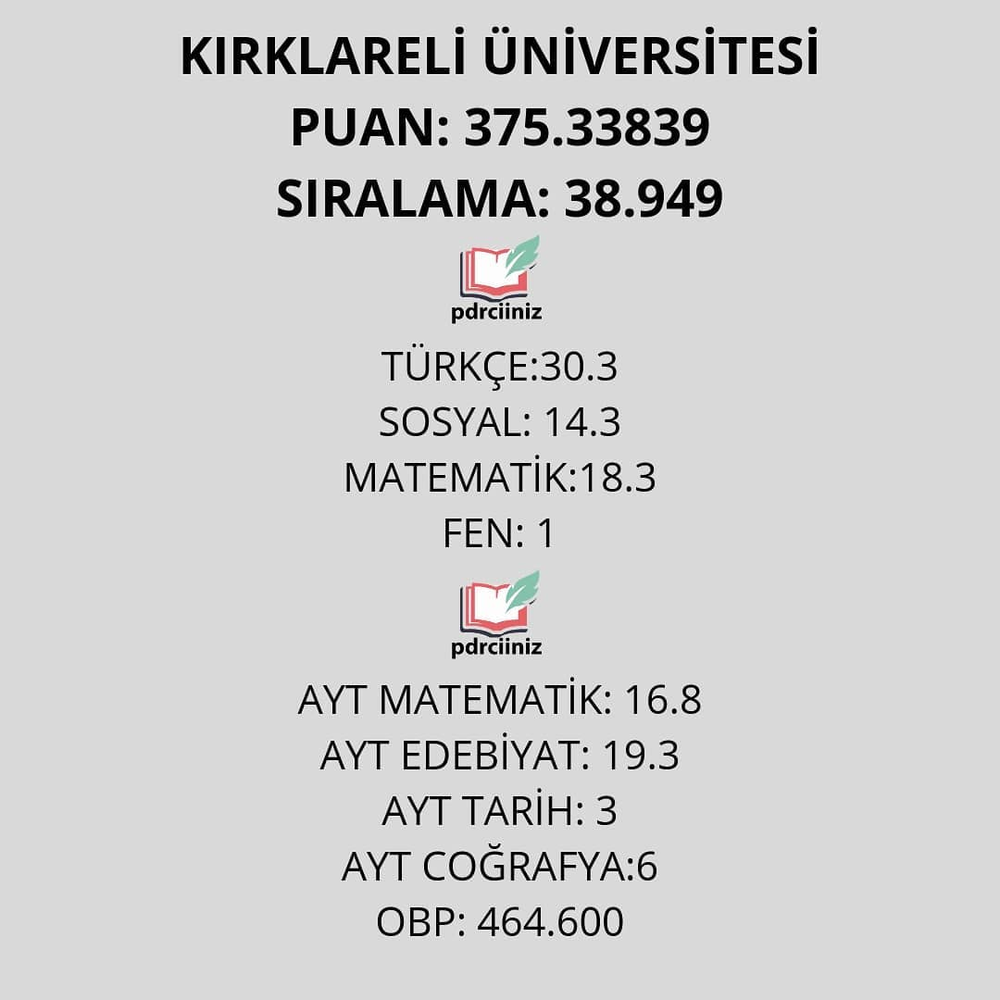 KIRKLARELİ ÜNİVERSİTESİ
PUAN: 375.33839
SIRALAMA: 38.949
pdrciiniz
TÜRKÇE:30.3
SOSYAL: 14.3
MATEMATİK:18.3
FEN: 1
pdrciiniz
AYT MATEMATİK: 16.8
AYT EDEBİYAT: 19.3
AYT TARİH: 3
AYT COĞRAFYA:6
OBP: 464.600